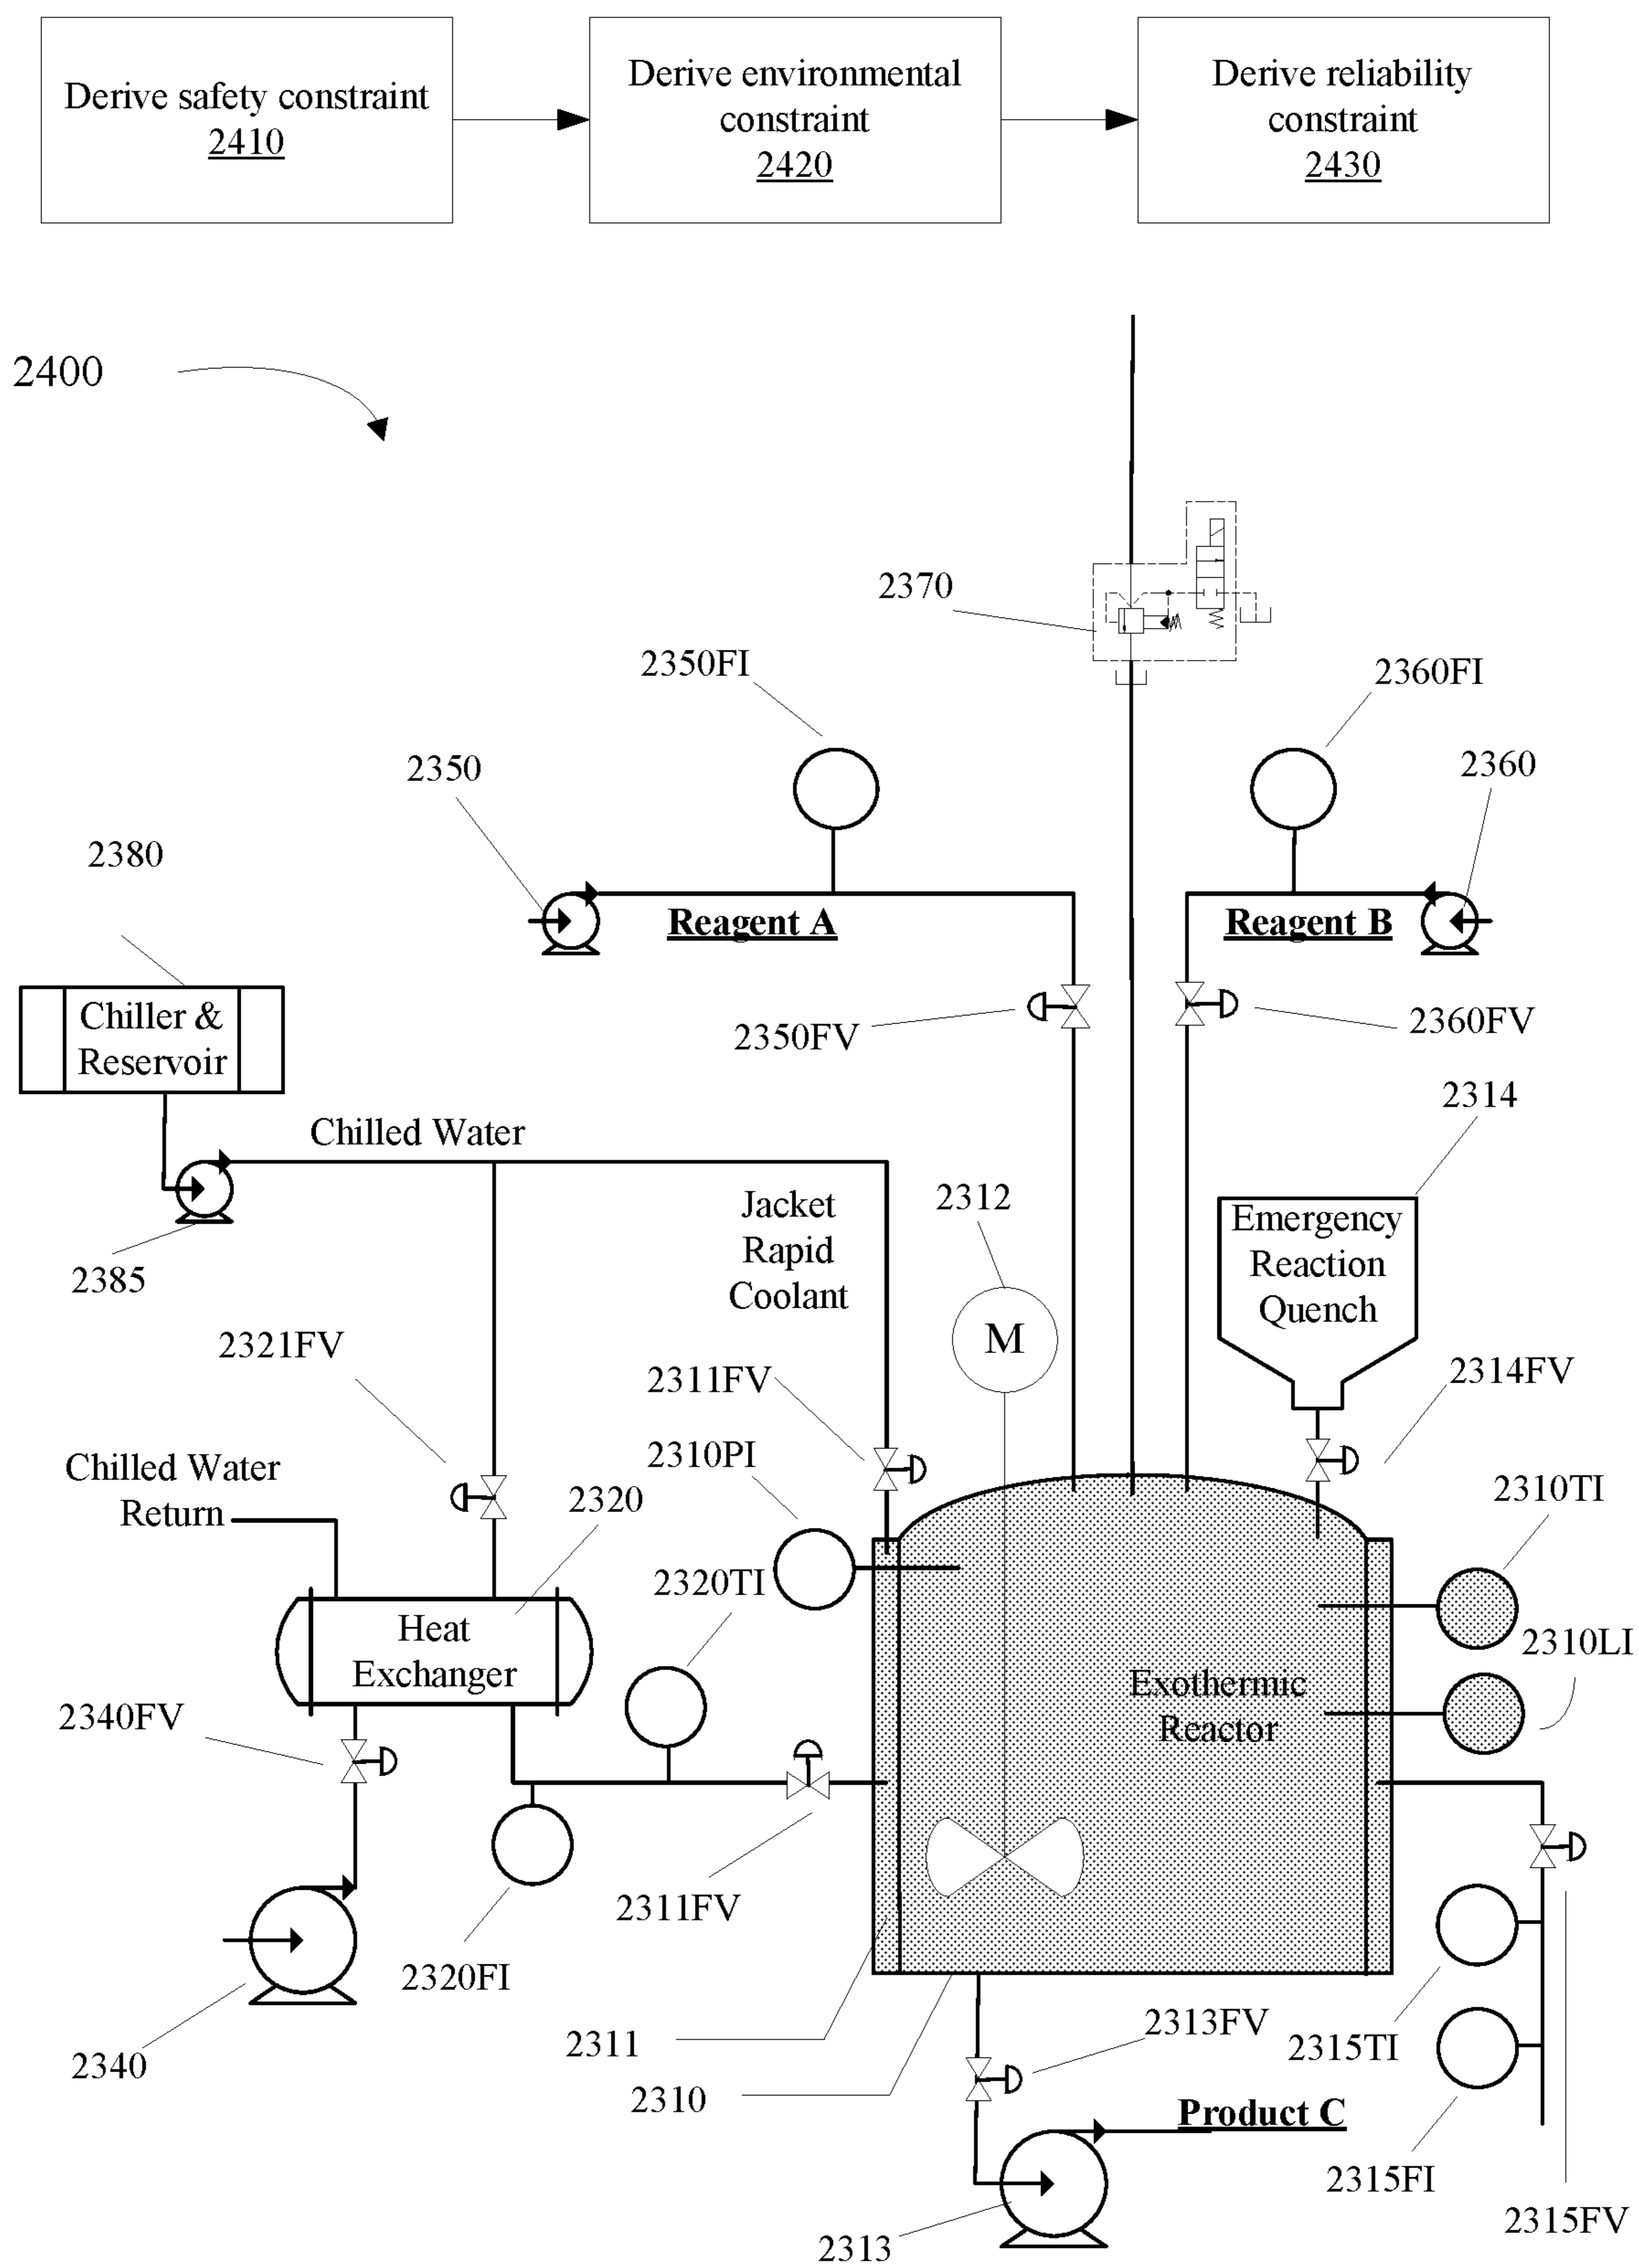 Derive safety constraint
2410
Derive environmental
constraint
2420
Derive reliability
constraint
2430
2400
2370
2350FI
2360FI
2350
2360
2380
Reagent A
Reagent B
Chiller &
Reservoir
2350FV
2360FV
2314
Chilled Water
2312
Jacket
Rapid
Coolant
Emergency
Reaction
Quench
2385
2321FV
2311FV
2314FV
M
2310PI
Chilled Water
Return
2320
2310TI
2320TI
Heat
Exchanger
2310LI
Exothermic
Reactor
2340FV
2311FV
2320FI
2340
2311
2310
2313FV
2315TI
Product C
2315FI
2315FV
2313